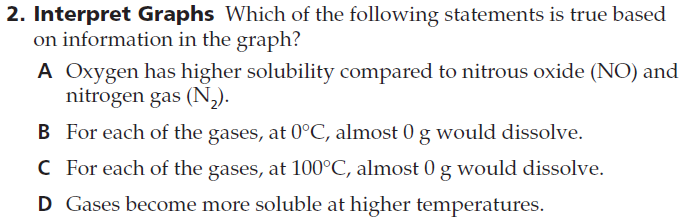 2. Interpret Graphs Which of the following statements is true based
on information in the graph?
A Oxygen has higher solubility compared to nitrous oxide (NO) and
nitrogen gas (N₂).
B For each of the gases, at 0°C, almost 0 g would dissolve.
C For each of the gases, at 100°C, almost 0 g would dissolve.
D Gases become more soluble at higher temperatures.